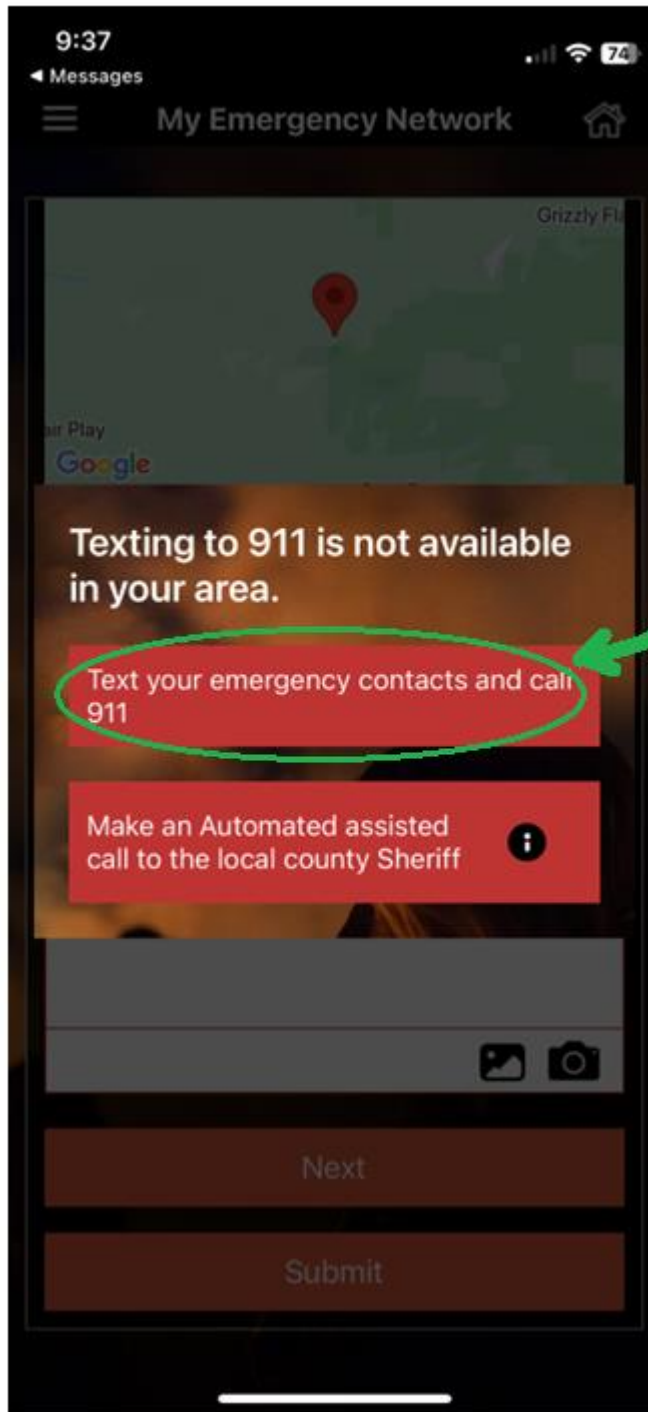 9:37
74
Messages
My Emergency Network
Grizzly
Play
Google
Texting to 911 is not available
in your area.
Text your emergency contacts and call
911
Make an Automated assisted
call to the local county Sheriff
Next
Submit